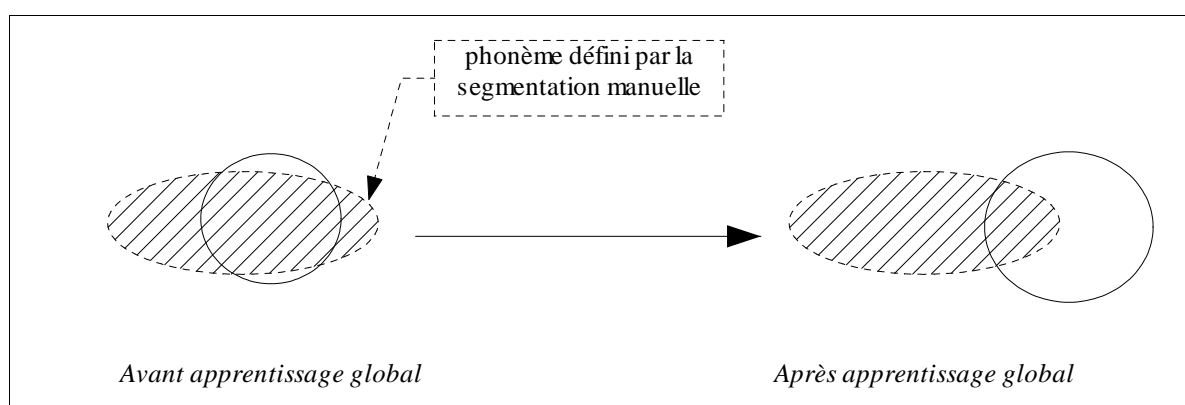 phonème défini par la
segmentation manuelle
Avant apprentissage global
Après apprentissage global